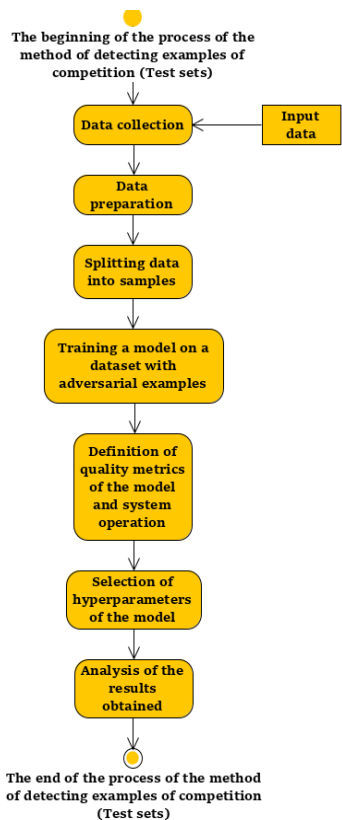 The beginning of the process of the
method of detecting examples of
competition (Test sets)
Data collection
Input
data
Data
preparation
Splitting data
into samples
Training a model on a
dataset with
adversarial examples
Definition of
quality metrics
of the model
and system
operation
Selection of
hyperparameters
of the model
Analysis of the
results
obtained
The end of the process of the method
of detecting examples of competition
(Test sets)